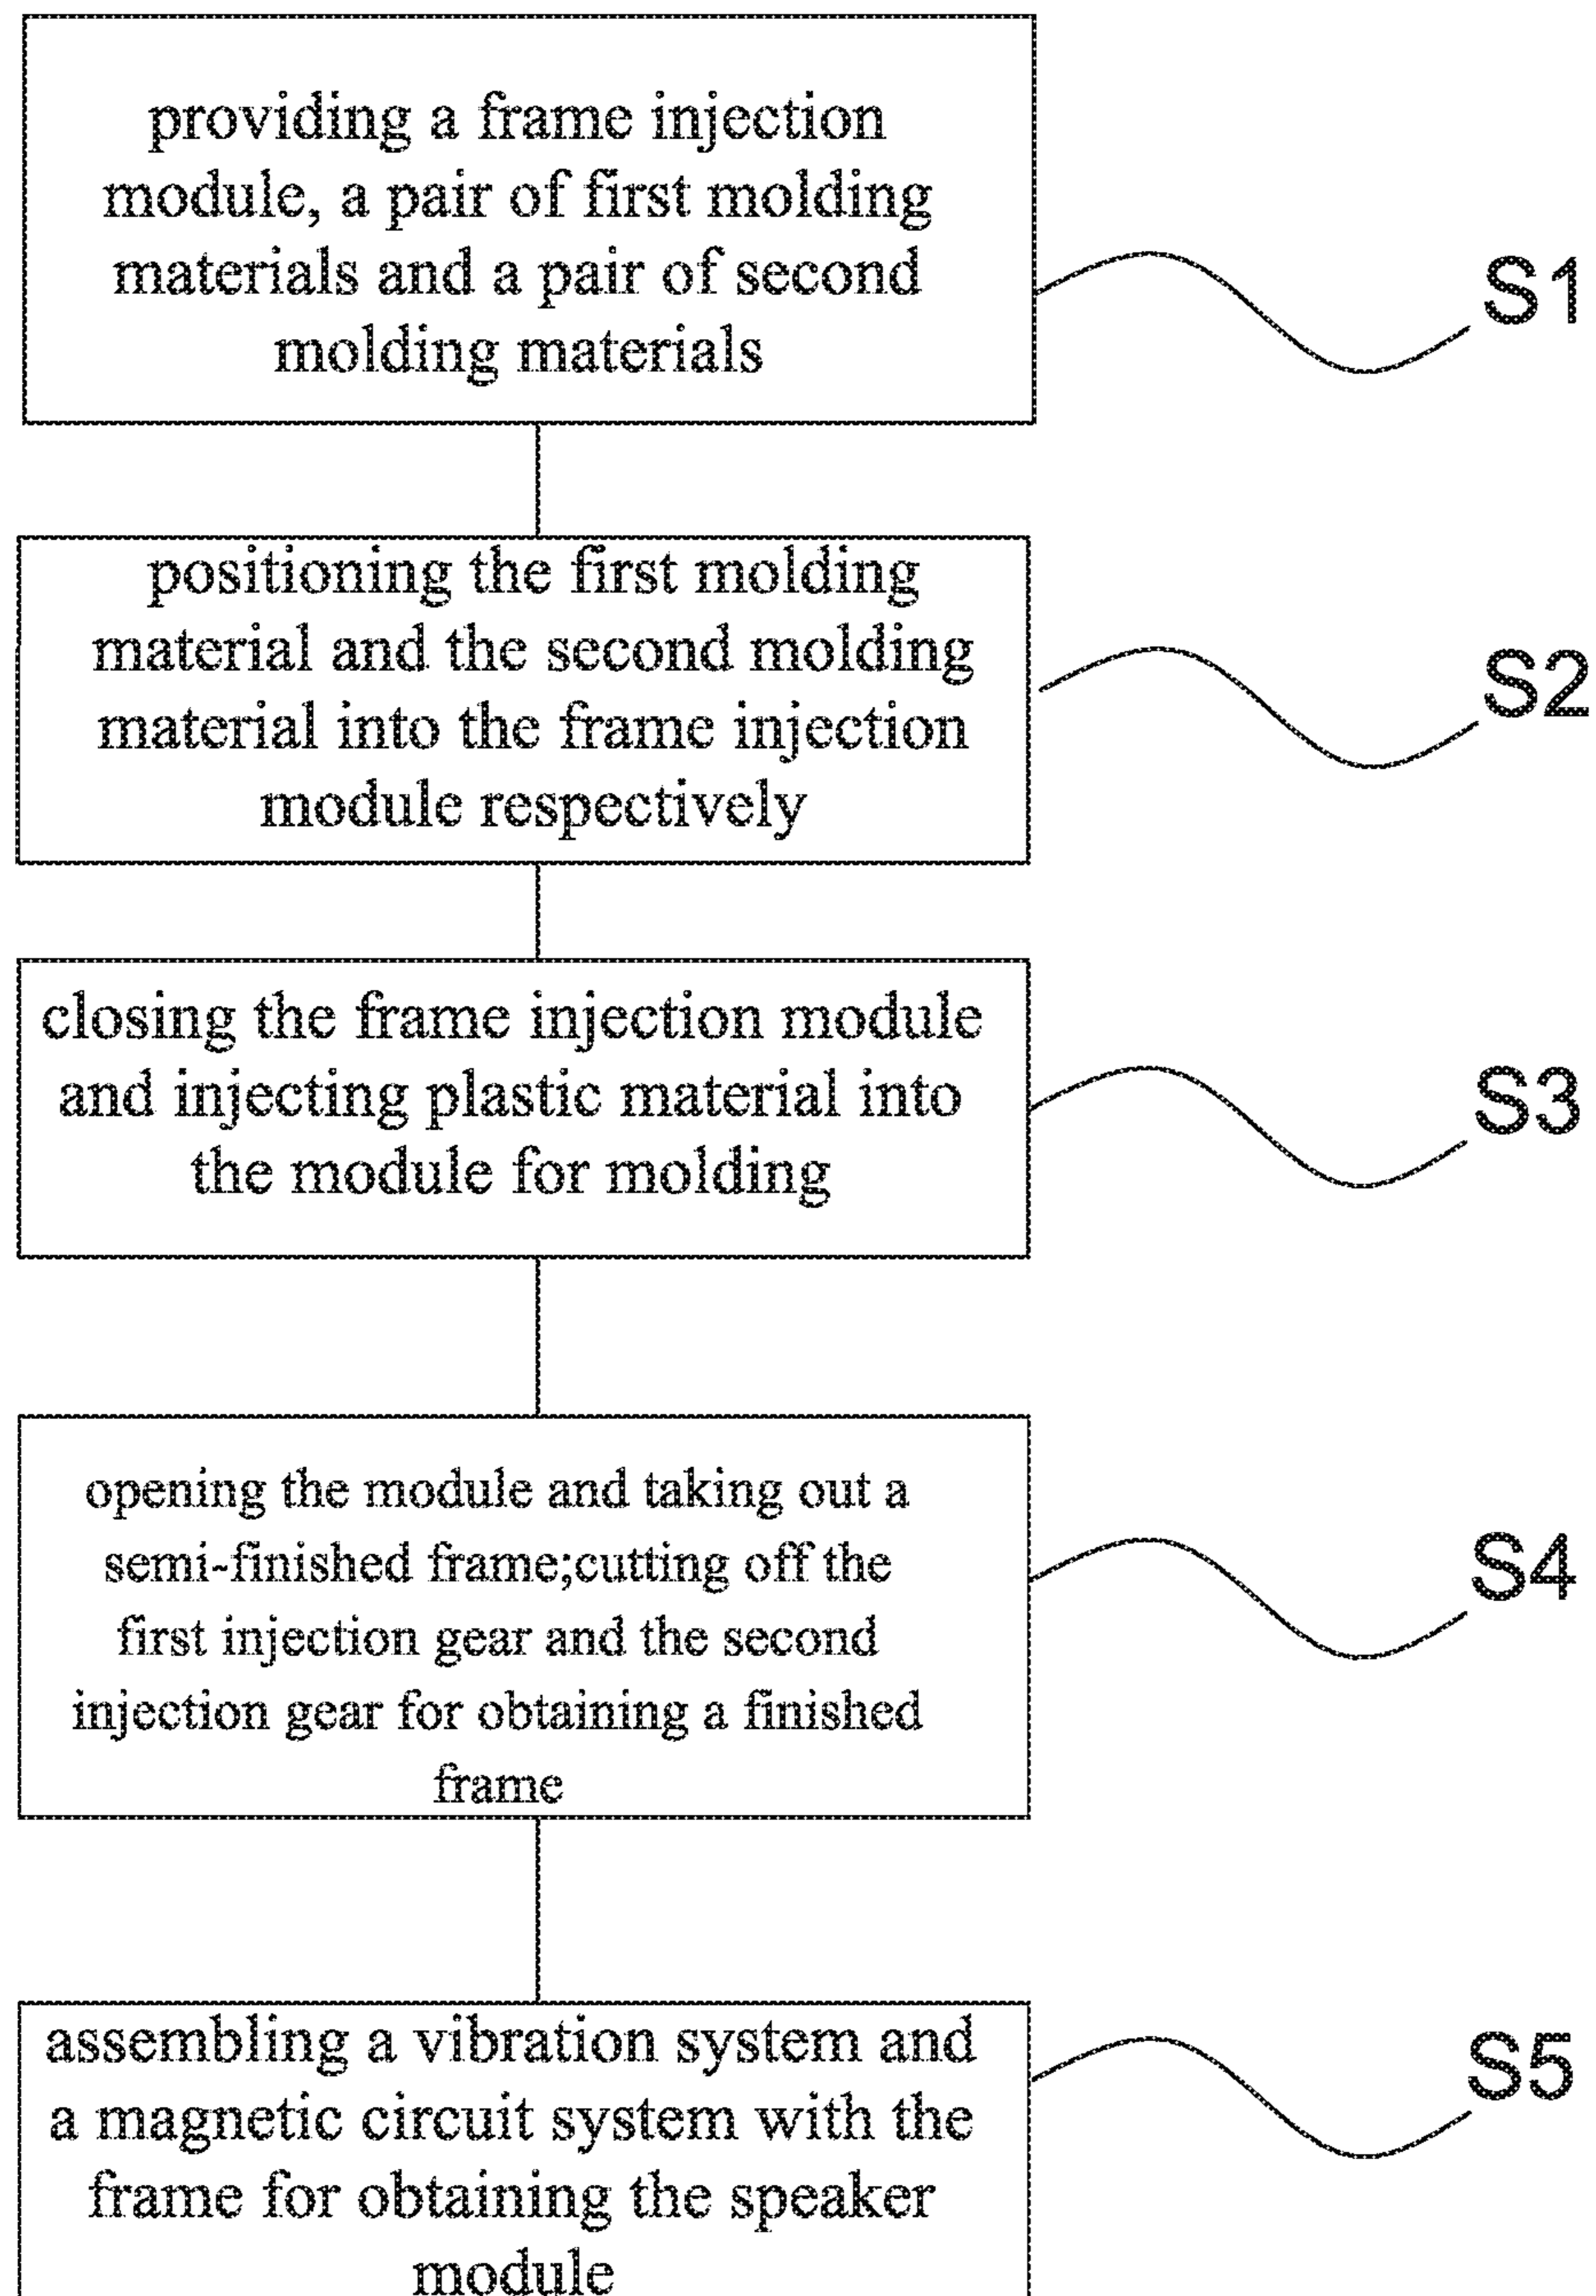 providing a frame injection
module, a pair of first molding
materials and a pair of second
molding materials
S1
positioning the first molding
material and the second molding
material into the frame injection
module respectively
S2
closing the frame injection module
and injecting plastic material into
the module for molding
S3
opening the module and taking out a
semi-finished frame;cutting off the
first injection gear and the second
injection gear for obtaining a finished
frame
S4
assembling a vibration system and
a magnetic circuit system with the
frame for obtaining the speaker
module
S5